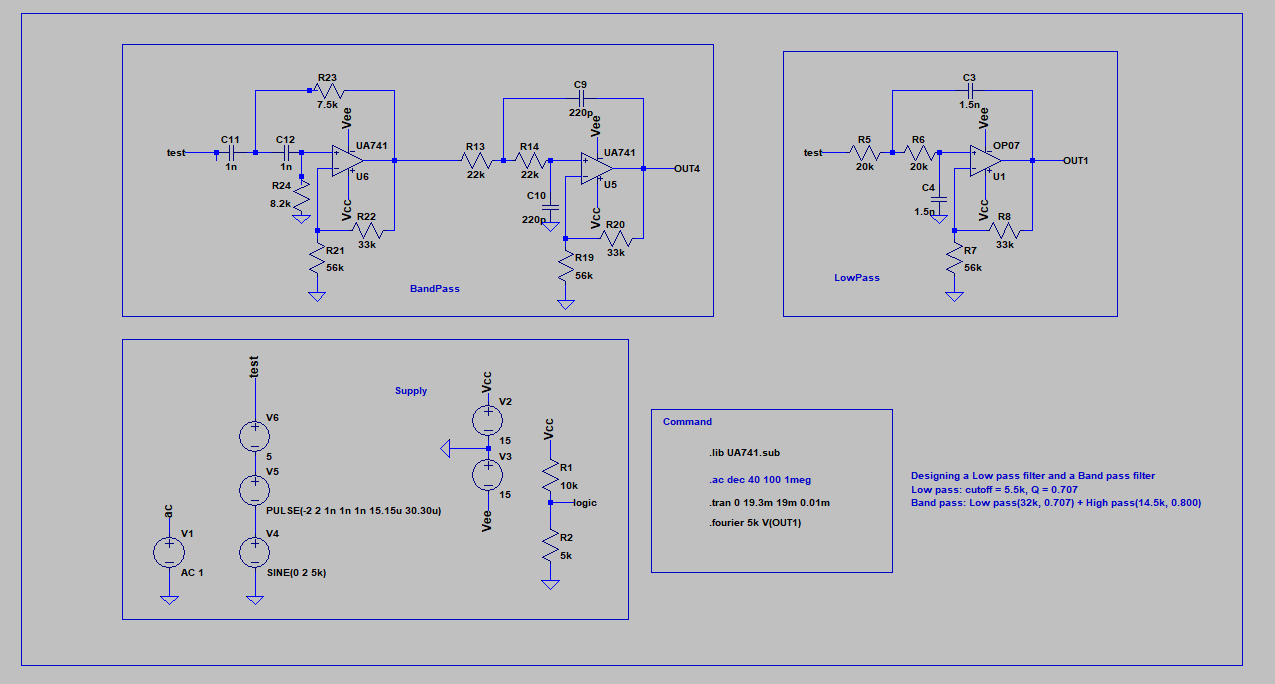 R23
7.5k
Vee
C11
1n
C12
1n
test
UA741
U6
R24
8.2k
Vcc
R22
33k
R21
56k
C9
220p
Vee
R13
22k
R14
22k
UA741
U5
OUT4
C10
220p
Vcc
R20
33k
R19
56k
BandPass
C3
1.5n
Vee
R5
20k
R6
20k
test
OP07
U1
OUT1
C4
1.5n
Vcc
R8
33k
R7
56k
LowPass
test
V6
5
V5
PULSE(-2 2 1n 1n 1n 15.15u 30.30u)
V4
SINE(0 2 5k)
ac
V1
AC 1
Supply
Vcc
V2
15
V3
15
Vee
Vcc
R1
10k
logic
R2
5k
Command
.lib UA741.sub
.ac dec 40 100 1meg
.tran 0 19.3m 19m 0.01m
.fourier 5k V(OUT1)
Designing a Low pass filter and a Band pass filter
Low pass: cutoff = 5.5k, Q = 0.707
Band pass: Low pass(32k, 0.707) + High pass(14.5k, 0.800)